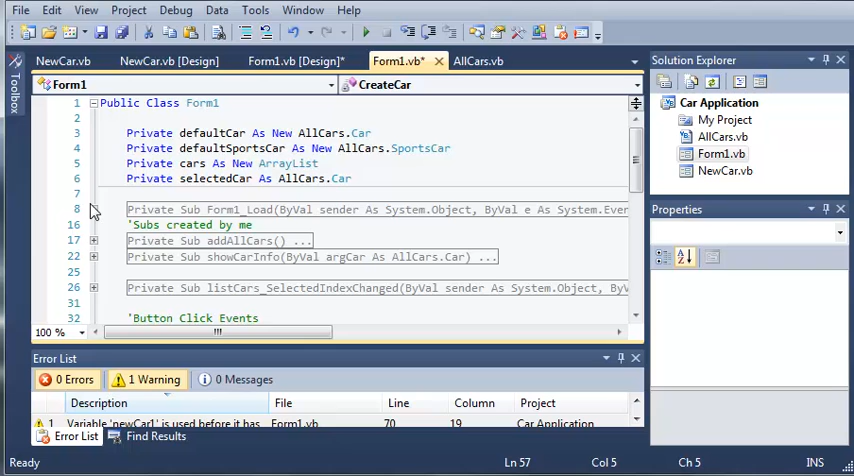 File Edit View Project Build Debug Data Tools Test Window Help
NewCar.vb NewCar.vb [Design] Form1.vb [Design]* Form1.vb* AllCars.vb
Toolbox
Form1 CreateCar
1 Public Class Form1
2
3 Private defaultCar As New AllCars.Car
4 Private defaultSportsCar As New AllCars.SportsCar
5 Private cars As New ArrayList
6 Private selectedCar As AllCars.Car
7
8 Private Sub Form1_Load(ByVal sender As System.Object, ByVal e As System.Even
16 'Subs created by me
17 Private Sub addAllCars() ...
22 Private Sub showCarInfo(ByVal argCar As AllCars.Car) ...
25
26 Private Sub listCars_SelectedIndexChanged(ByVal sender As System.Object, ByV
31
32 'Button Click Events
100 %
Solution Explorer
Car Application
My Project
AllCars.vb
Form1.vb
NewCar.vb
Properties
Error List
0 Errors 1 Warning 0 Messages
Description File Line Column Project
1 Variable 'newCar1' is used before it has Form1.vb 70 19 Car Application
Error List Find Results
Ready Ln 57 Col 5 Ch 5 INS